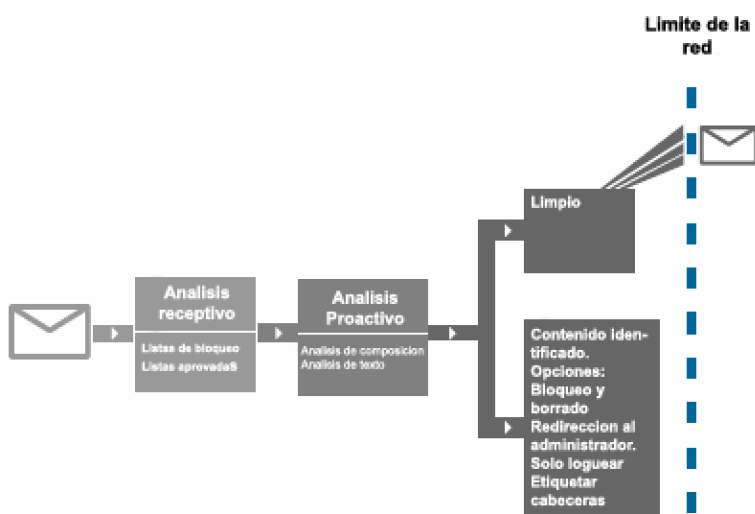 Limite de la
red
Limpio
Analisis
receptivo
Listas de bloqueo
Listas aprovadaS
Analisis
Proactivo
Analisis de composicion
Analisis de texto
Contenido iden-
tificado.
Opciones:
Bloqueo y
borrado
Redireccion al
administrador.
Solo loguear
Etiquetar
cabeceras